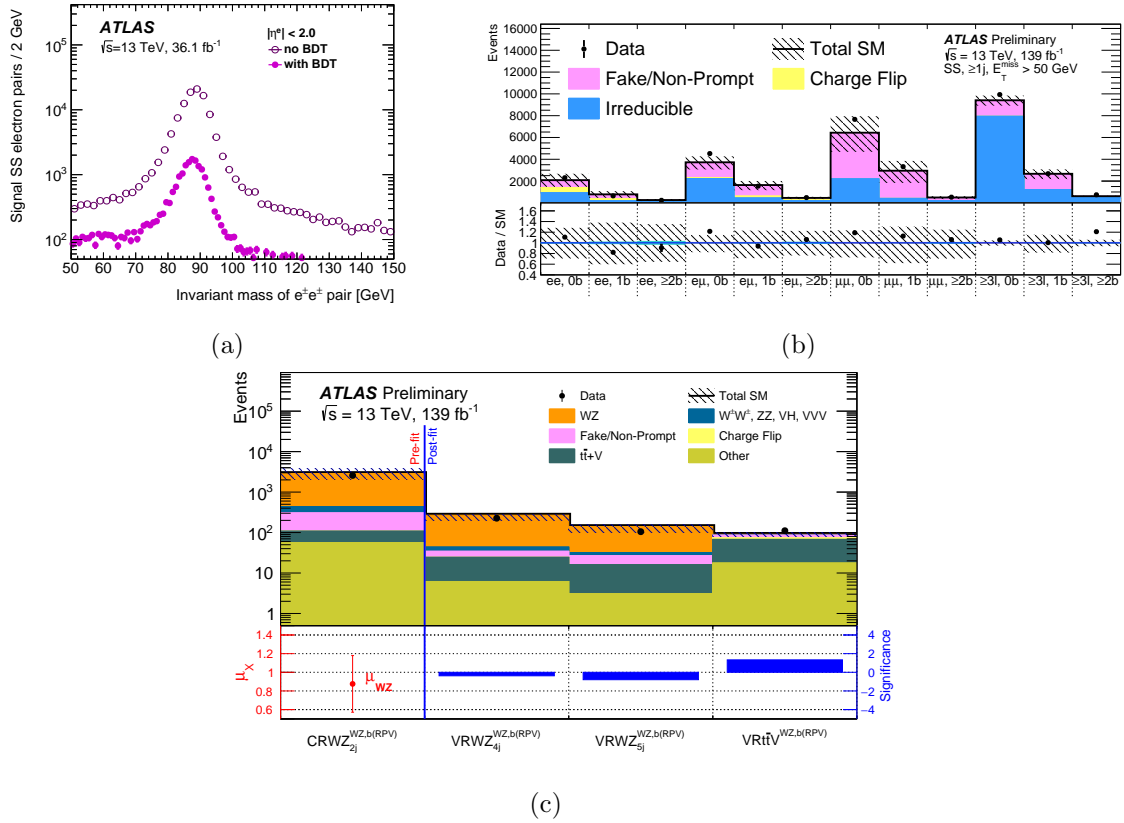 ATLAS
√s=13 TeV, 36.1 fb⁻¹
|ηᵉ| < 2.0
no BDT
with BDT
Signal SS electron pairs / 2 GeV
10⁵
10⁴
10³
10²
50 60 70 80 90 100 110 120 130 140 150
Invariant mass of e±e± pair [GeV]
(a)
Events
16000
14000
12000
10000
8000
6000
4000
2000
Data
Total SM
Fake/Non-Prompt
Charge Flip
Irreducible
ATLAS Preliminary
√s = 13 TeV, 139 fb⁻¹
SS, ≥1j, E_T^miss > 50 GeV
Data / SM
1.6
1.4
1.2
1
0.8
0.6
0.4
ee, 0b ee, 1b ee, ≥2b eμ, 0b eμ, 1b eμ, ≥2b μμ, 0b μμ, 1b μμ, ≥2b ≥3l, 0b ≥3l, 1b ≥3l, ≥2b
(b)
Events
10⁵
10⁴
10³
10²
10
1
ATLAS Preliminary
√s = 13 TeV, 139 fb⁻¹
Data
Total SM
WZ
W±W±, ZZ, VH, VVV
Fake/Non-Prompt
Charge Flip
tt̄+V
Other
Pre-fit
Post-fit
μ_X
1.4
1.2
1
0.8
0.6
μ_WZ
4
2
0
−2
−4
Significance
CRWZ_2j^WZ,b(RPV) VRWZ_4j^WZ,b(RPV) VRWZ_5j^WZ,b(RPV) VRtt̄V^WZ,b(RPV)
(c)